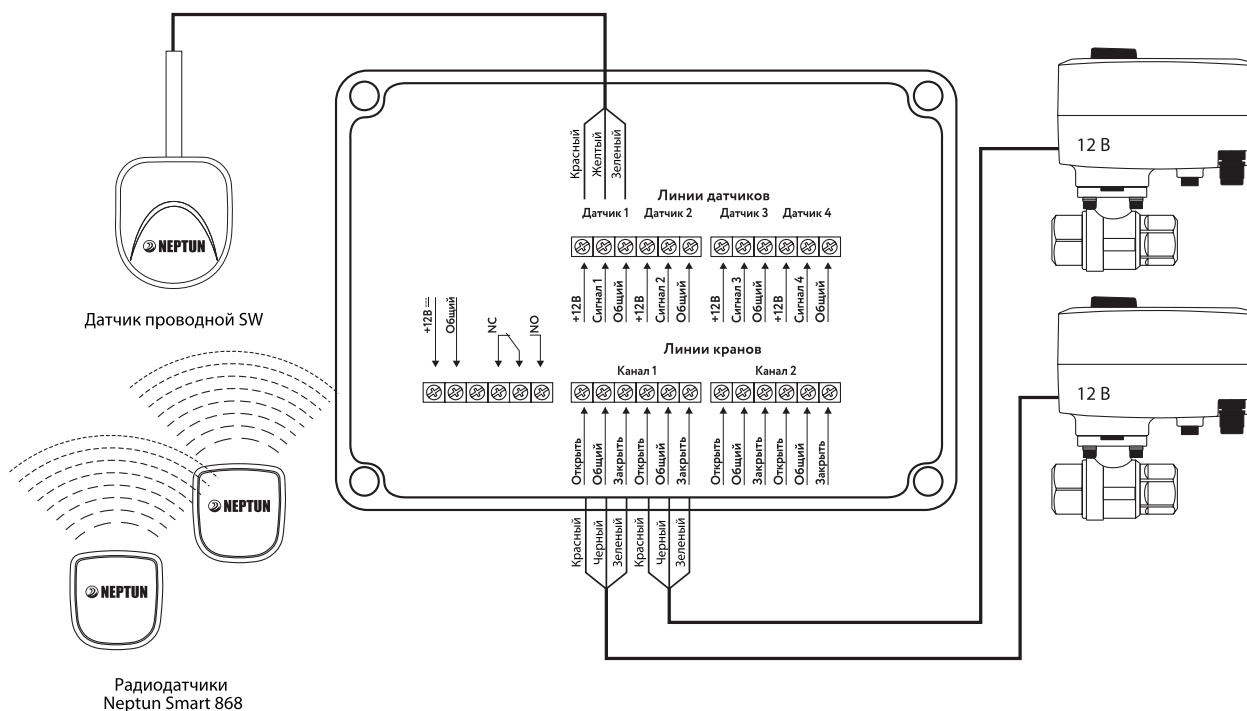 Красный
Желтый
Зеленый
12 В
Линии датчиков
Датчик 1 Датчик 2 Датчик 3 Датчик 4
NEPTUN
Датчик проводной SW
+12В
Сигнал 1
Общий
+12В
Сигнал 2
Общий
+12В
Сигнал 3
Общий
+12В
Сигнал 4
Общий
+12В
Общий
NC
NO
Линии кранов
Канал 1 Канал 2
12 В
Открыть
Общий
Закрыть
Открыть
Общий
Закрыть
Открыть
Общий
Закрыть
Открыть
Общий
Закрыть
NEPTUN
NEPTUN
Красный
Черный
Зеленый
Красный
Черный
Зеленый
Радиодатчики
Neptun Smart 868